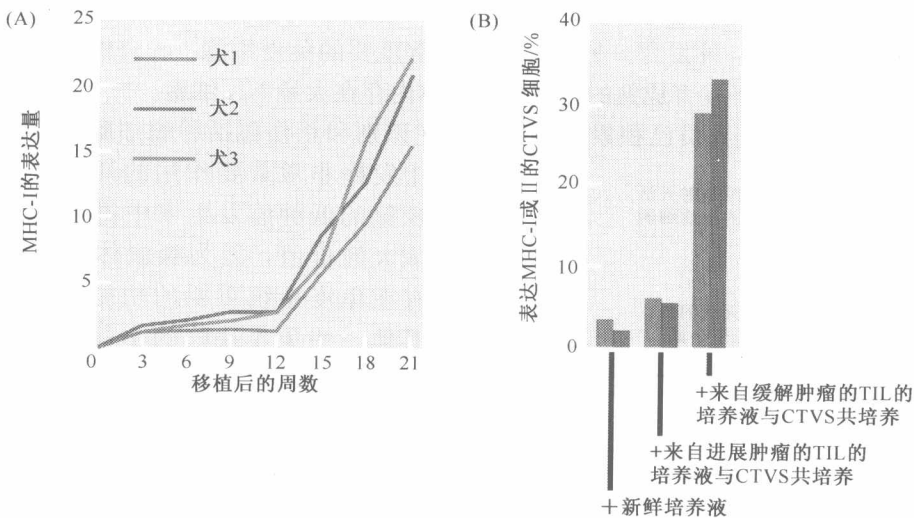 (A)
MHC-I的表达量
25
20
15
10
5
0 3 6 9 12 15 18 21
移植后的周数
犬1
犬2
犬3
(B)
表达MHC-I或II的CTVS 细胞/%
40
30
20
10
0
+来自缓解肿瘤的TIL的
培养液与CTVS共培养
+来自进展肿瘤的TIL的
培养液与CTVS共培养
+新鲜培养液